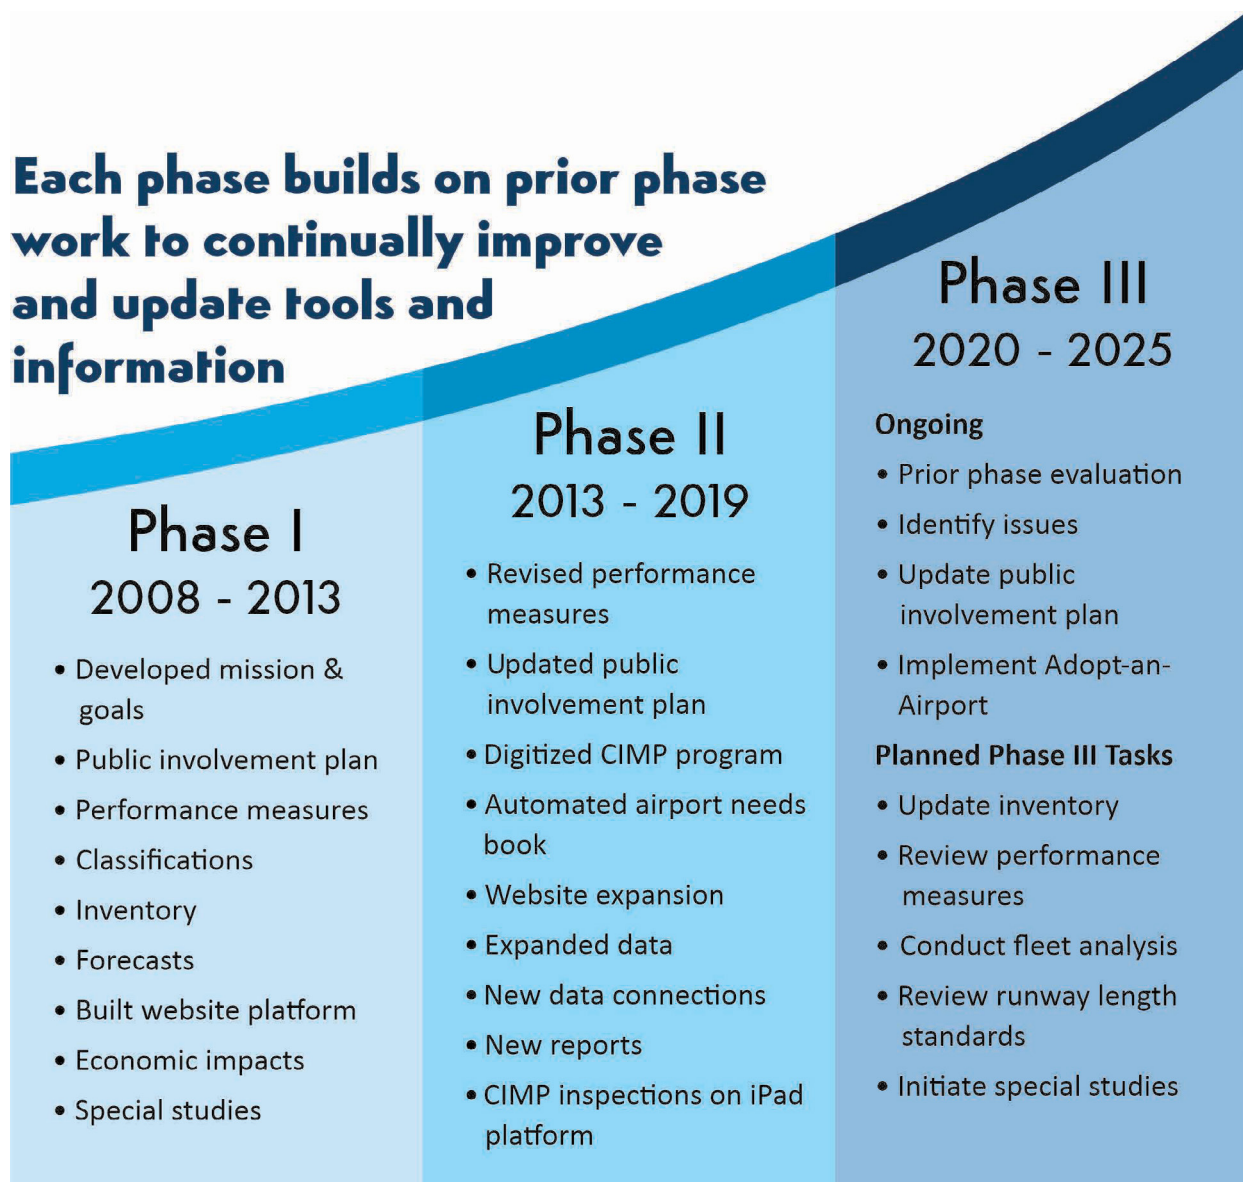 Each phase builds on prior phase
work to continually improve
and update tools and
information
Phase I
2008 - 2013
• Developed mission &
goals
• Public involvement plan
• Performance measures
• Classifications
• Inventory
• Forecasts
• Built website platform
• Economic impacts
• Special studies
Phase II
2013 - 2019
• Revised performance
measures
• Updated public
involvement plan
• Digitized CIMP program
• Automated airport needs
book
• Website expansion
• Expanded data
• New data connections
• New reports
• CIMP inspections on iPad
platform
Phase III
2020 - 2025
Ongoing
• Prior phase evaluation
• Identify issues
• Update public
involvement plan
• Implement Adopt-an-
Airport
Planned Phase III Tasks
• Update inventory
• Review performance
measures
• Conduct fleet analysis
• Review runway length
standards
• Initiate special studies